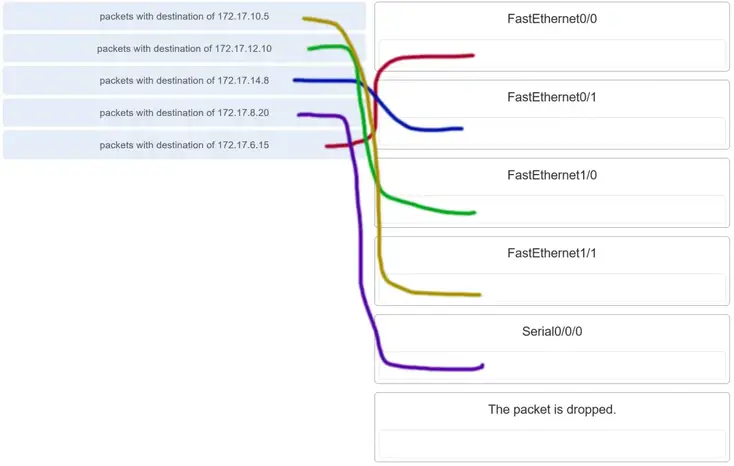 packets with destination of 172.17.10.5
packets with destination of 172.17.12.10
packets with destination of 172.17.14.8
packets with destination of 172.17.8.20
packets with destination of 172.17.6.15
FastEthernet0/0
FastEthernet0/1
FastEthernet1/0
FastEthernet1/1
Serial0/0/0
The packet is dropped.